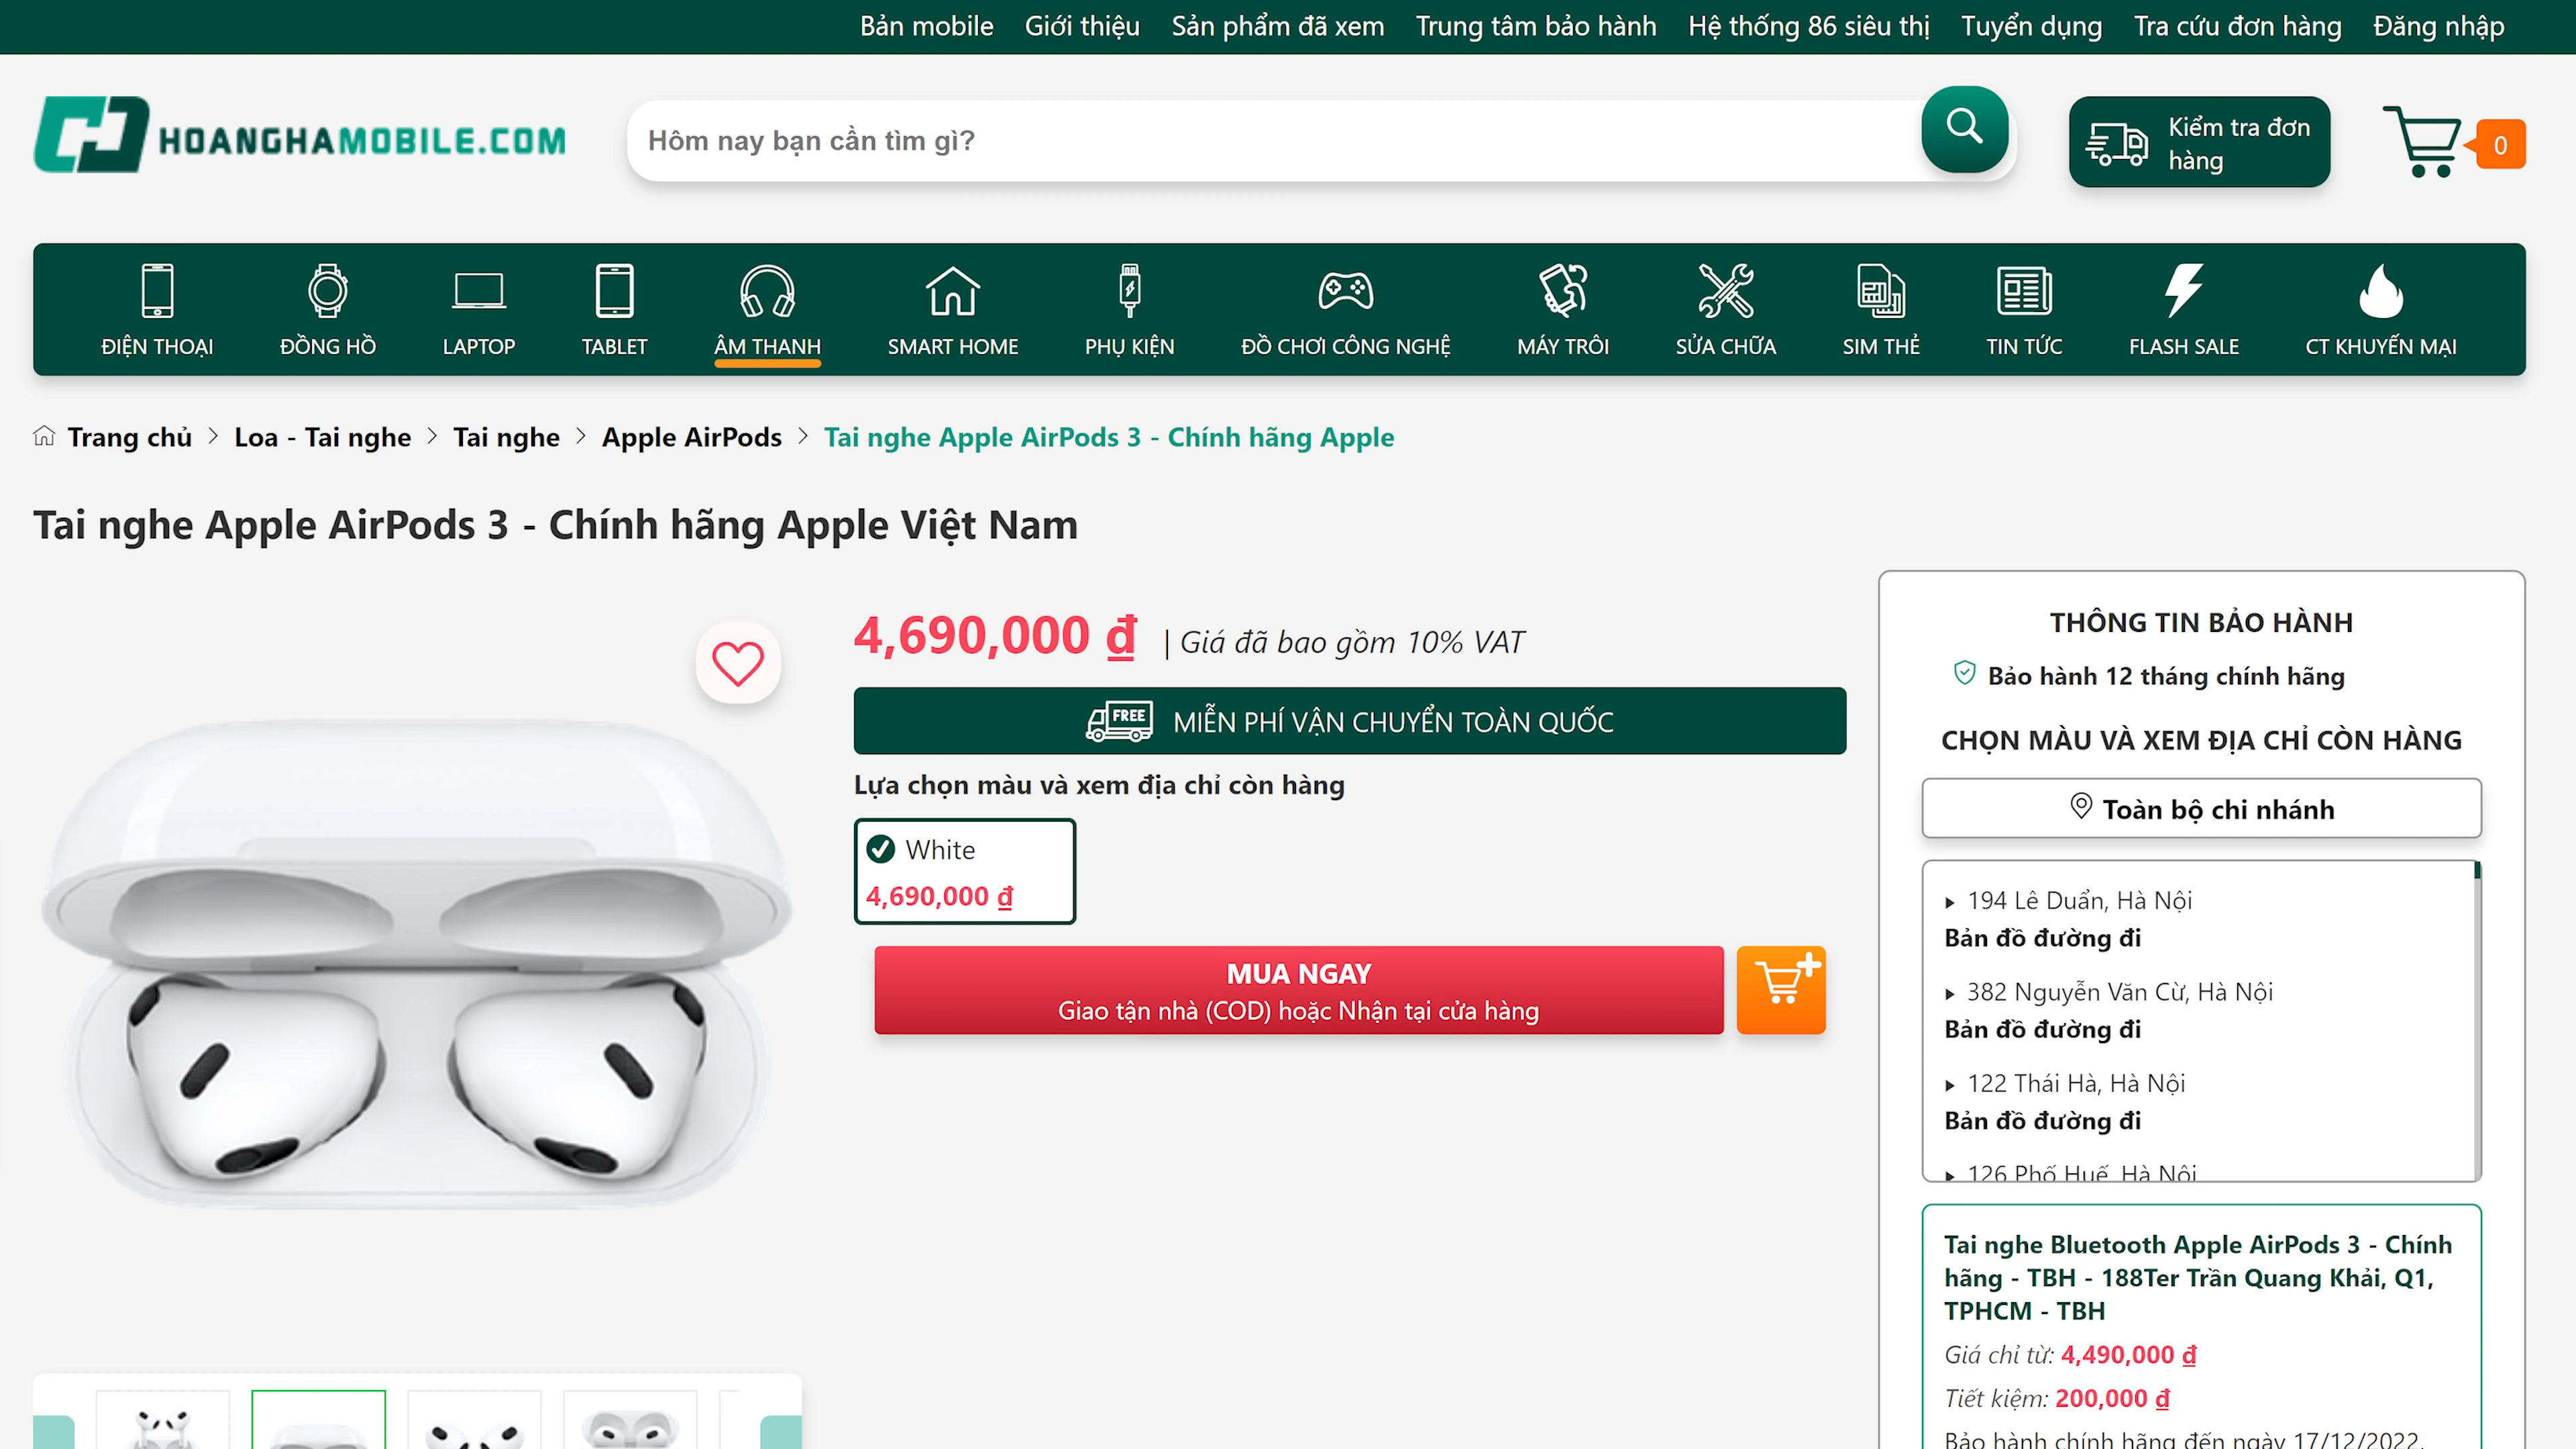 Bản mobile Giới thiệu Sản phẩm đã xem Trung tâm bảo hành Hệ thống 86 siêu thị Tuyển dụng Tra cứu đơn hàng Đăng nhập
HOANGHAMOBILE.COM
Hôm nay bạn cần tìm gì?
Kiểm tra đơn
hàng
0
ĐIỆN THOẠI ĐỒNG HỒ LAPTOP TABLET ÂM THANH SMART HOME PHỤ KIỆN ĐỒ CHƠI CÔNG NGHỆ MÁY TRÔI SỬA CHỮA SIM THẺ TIN TỨC FLASH SALE CT KHUYẾN MẠI
Trang chủ > Loa - Tai nghe > Tai nghe > Apple AirPods > Tai nghe Apple AirPods 3 - Chính hãng Apple
Tai nghe Apple AirPods 3 - Chính hãng Apple Việt Nam
4,690,000 ₫ | Giá đã bao gồm 10% VAT
FREE MIỄN PHÍ VẬN CHUYỂN TOÀN QUỐC
Lựa chọn màu và xem địa chỉ còn hàng
White
4,690,000 ₫
MUA NGAY
Giao tận nhà (COD) hoặc Nhận tại cửa hàng
THÔNG TIN BẢO HÀNH
Bảo hành 12 tháng chính hãng
CHỌN MÀU VÀ XEM ĐỊA CHỈ CÒN HÀNG
Toàn bộ chi nhánh
194 Lê Duẩn, Hà Nội
Bản đồ đường đi
382 Nguyễn Văn Cừ, Hà Nội
Bản đồ đường đi
122 Thái Hà, Hà Nội
Bản đồ đường đi
126 Phố Huế, Hà Nội
Tai nghe Bluetooth Apple AirPods 3 - Chính
hãng - TBH - 188Ter Trần Quang Khải, Q1,
TPHCM - TBH
Giá chỉ từ: 4,490,000 ₫
Tiết kiệm: 200,000 ₫
Bảo hành chính hãng đến ngày 17/12/2022.